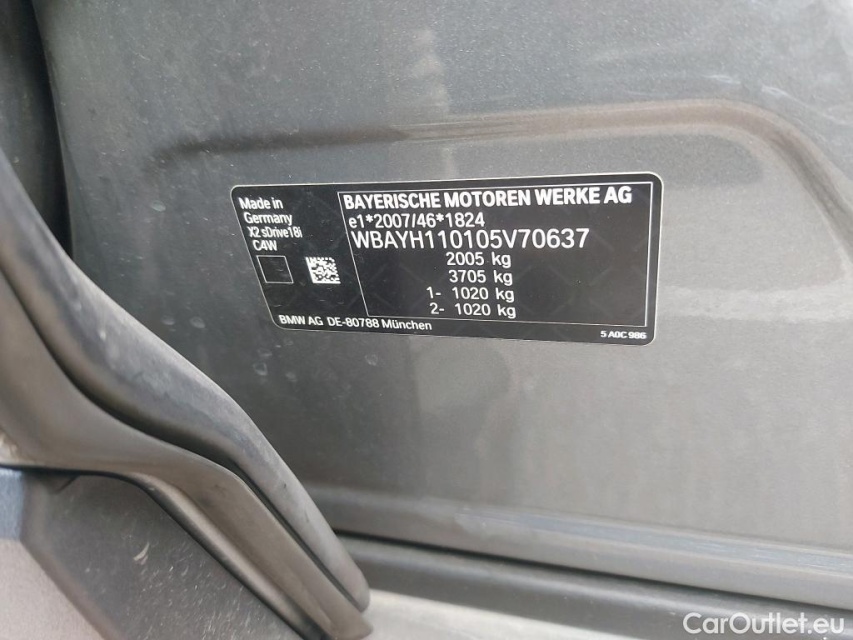 Made in
Germany
X2 sDrive18i
C4W
BAYERISCHE MOTOREN WERKE AG
e1*2007/46*1824
WBAYH110105V70637
2005 kg
3705 kg
1- 1020 kg
2- 1020 kg
BMW AG DE-80788 München
5 A0C 986
CarOutlet.eu